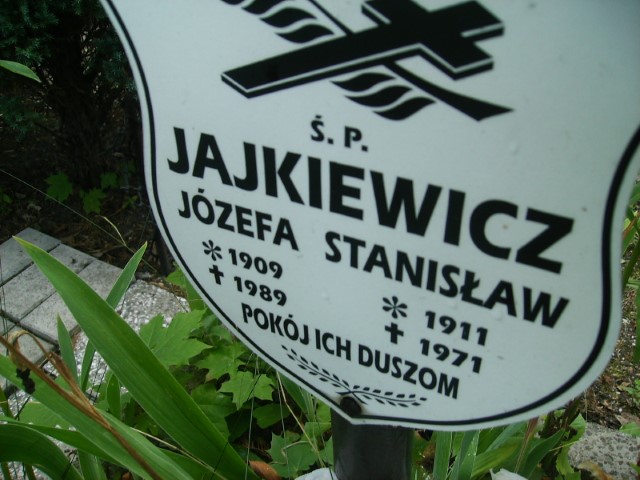 Ś. P.
JAJKIEWICZ
JÓZEFA STANISŁAW
* 1909 * 1911
✝ 1989 ✝ 1971
POKÓJ ICH DUSZOM